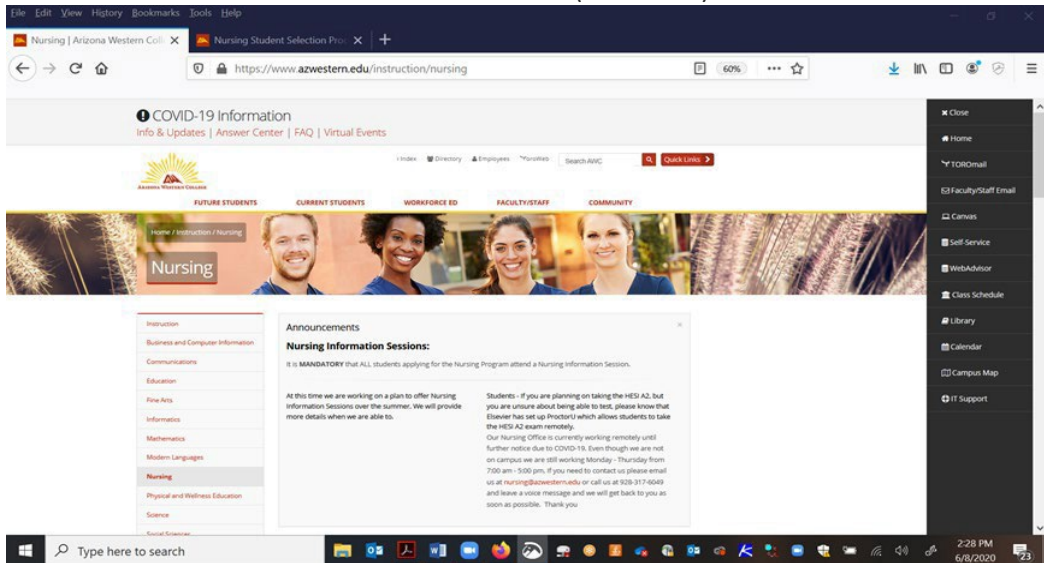 File Edit View History Bookmarks Tools Help
Nursing | Arizona Western Coll
Nursing Student Selection Proc
https://www.azwestern.edu/instruction/nursing
60%
COVID-19 Information
Info & Updates | Answer Center | FAQ | Virtual Events
Index Directory Employees ToroWeb Search AWC Quick Links
ARIZONA WESTERN COLLEGE
FUTURE STUDENTS CURRENT STUDENTS WORKFORCE ED FACULTY/STAFF COMMUNITY
Home / Instruction / Nursing
Nursing
Instruction
Business and Computer Information
Communications
Education
Fine Arts
Informatics
Mathematics
Modern Languages
Nursing
Physical and Wellness Education
Science
Social Sciences
Announcements
Nursing Information Sessions:
It is MANDATORY that ALL students applying for the Nursing Program attend a Nursing Information Session.
At this time we are working on a plan to offer Nursing
Information Sessions over the summer. We will provide
more details when we are able to.
Students - If you are planning on taking the HESI A2, but
you are unsure about being able to test, please know that
Elsevier has set up ProctorU which allows students to take
the HESI A2 exam remotely.
Our Nursing Office is currently working remotely until
further notice due to COVID-19. Even though we are not
on campus we are still working Monday - Thursday from
7:00 am - 5:00 pm. If you need to contact us please email
us at nursing@azwestern.edu or call us at 928-317-6049
and leave a voice message and we will get back to you as
soon as possible. Thank you
Close
Home
TOROmail
Faculty/Staff Email
Canvas
Self-Service
WebAdvisor
Class Schedule
Library
Calendar
Campus Map
IT Support
Type here to search
2:28 PM
6/8/2020
23